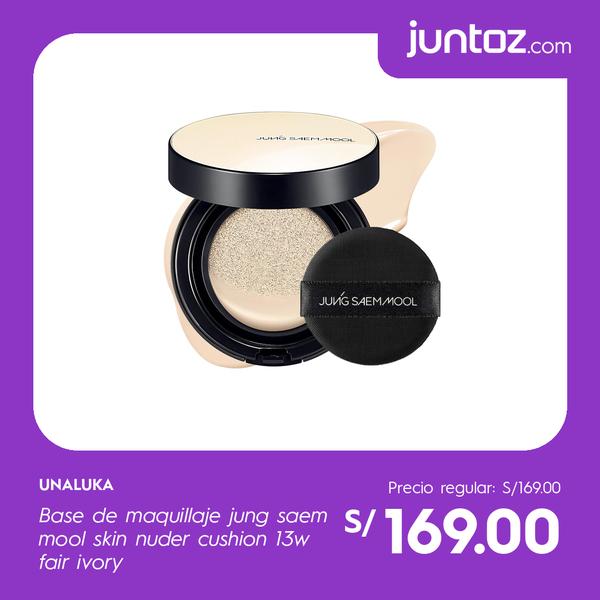 juntoz.com
JUNG SAEMMOOL
JUNG SAEMMOOL
UNALUKA
Base de maquillaje jung saem
mool skin nuder cushion 13w
fair ivory
Precio regular: S/169.00
S/ 169.00